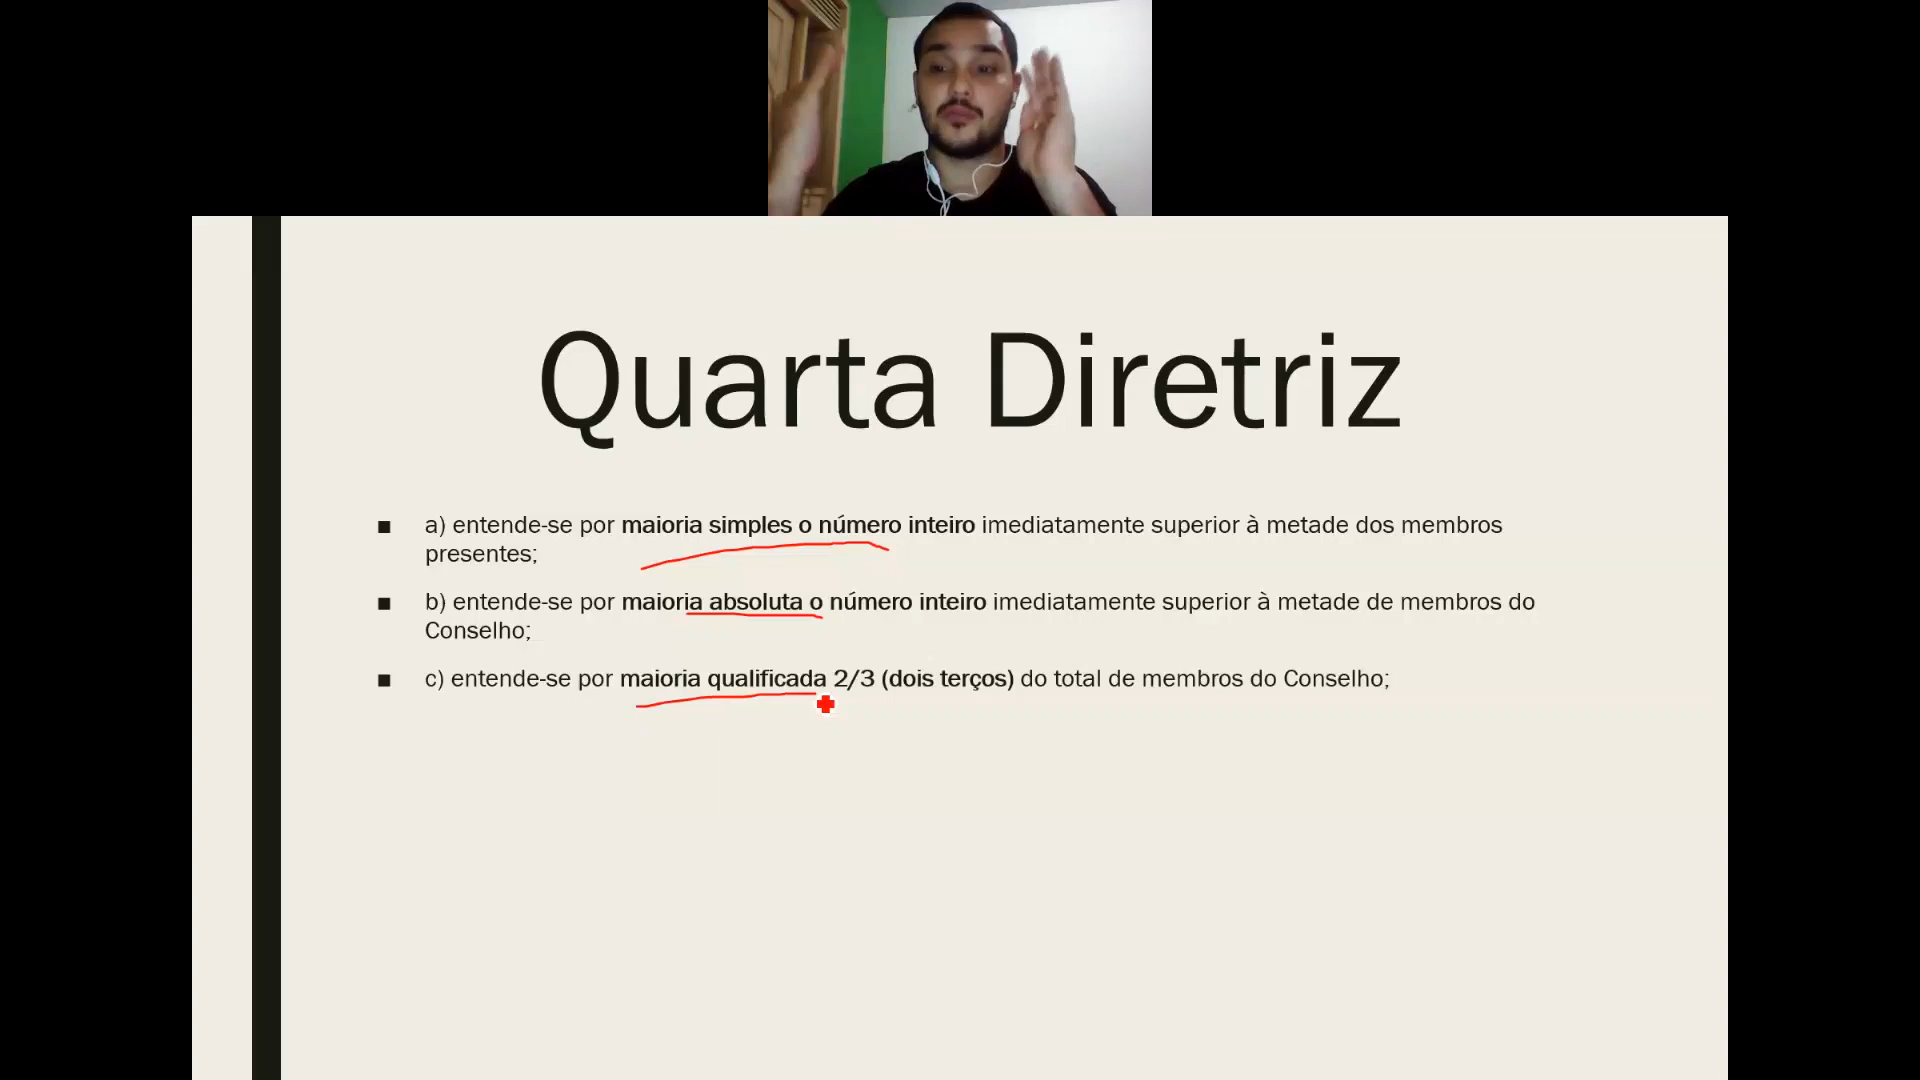 Quarta Diretriz
■ a) entende-se por maioria simples o número inteiro imediatamente superior à metade dos membros
presentes;
■ b) entende-se por maioria absoluta o número inteiro imediatamente superior à metade de membros do
Conselho;
■ c) entende-se por maioria qualificada 2/3 (dois terços) do total de membros do Conselho;